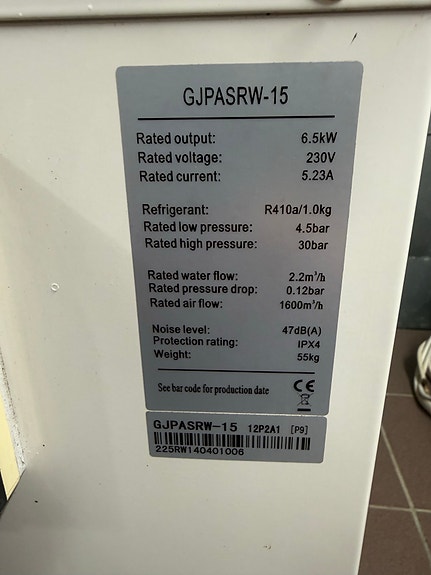 GJPASRW-15
Rated output: 6.5kW
Rated voltage: 230V
Rated current: 5.23A
Refrigerant: R410a/1.0kg
Rated low pressure: 4.5bar
Rated high pressure: 30bar
Rated water flow: 2.2m³/h
Rated pressure drop: 0.12bar
Rated air flow: 1600m³/h
Noise level: 47dB(A)
Protection rating: IPX4
Weight: 55kg
See bar code for production date CE
GJPASRW-15 12P2A1 [P9]
225RW140401006